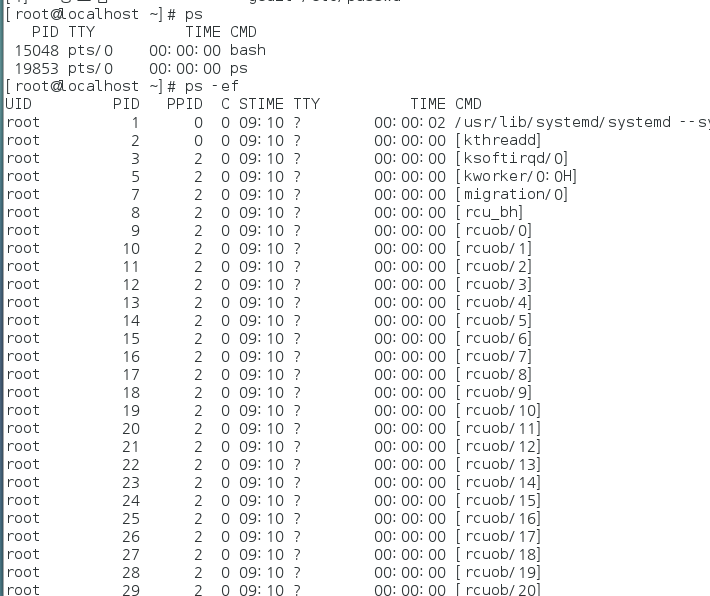 [root@localhost ~]# ps
PID TTY TIME CMD
15048 pts/0 00:00:00 bash
19853 pts/0 00:00:00 ps
[root@localhost ~]# ps -ef
UID PID PPID C STIME TTY TIME CMD
root 1 0 0 09:10 ? 00:00:02 /usr/lib/systemd/systemd --sy
root 2 0 0 09:10 ? 00:00:00 [kthreadd]
root 3 2 0 09:10 ? 00:00:00 [ksoftirqd/0]
root 5 2 0 09:10 ? 00:00:00 [kworker/0:0H]
root 7 2 0 09:10 ? 00:00:00 [migration/0]
root 8 2 0 09:10 ? 00:00:00 [rcu_bh]
root 9 2 0 09:10 ? 00:00:00 [rcuob/0]
root 10 2 0 09:10 ? 00:00:00 [rcuob/1]
root 11 2 0 09:10 ? 00:00:00 [rcuob/2]
root 12 2 0 09:10 ? 00:00:00 [rcuob/3]
root 13 2 0 09:10 ? 00:00:00 [rcuob/4]
root 14 2 0 09:10 ? 00:00:00 [rcuob/5]
root 15 2 0 09:10 ? 00:00:00 [rcuob/6]
root 16 2 0 09:10 ? 00:00:00 [rcuob/7]
root 17 2 0 09:10 ? 00:00:00 [rcuob/8]
root 18 2 0 09:10 ? 00:00:00 [rcuob/9]
root 19 2 0 09:10 ? 00:00:00 [rcuob/10]
root 20 2 0 09:10 ? 00:00:00 [rcuob/11]
root 21 2 0 09:10 ? 00:00:00 [rcuob/12]
root 22 2 0 09:10 ? 00:00:00 [rcuob/13]
root 23 2 0 09:10 ? 00:00:00 [rcuob/14]
root 24 2 0 09:10 ? 00:00:00 [rcuob/15]
root 25 2 0 09:10 ? 00:00:00 [rcuob/16]
root 26 2 0 09:10 ? 00:00:00 [rcuob/17]
root 27 2 0 09:10 ? 00:00:00 [rcuob/18]
root 28 2 0 09:10 ? 00:00:00 [rcuob/19]
root 29 2 0 09:10 ? 00:00:00 [rcuob/20]